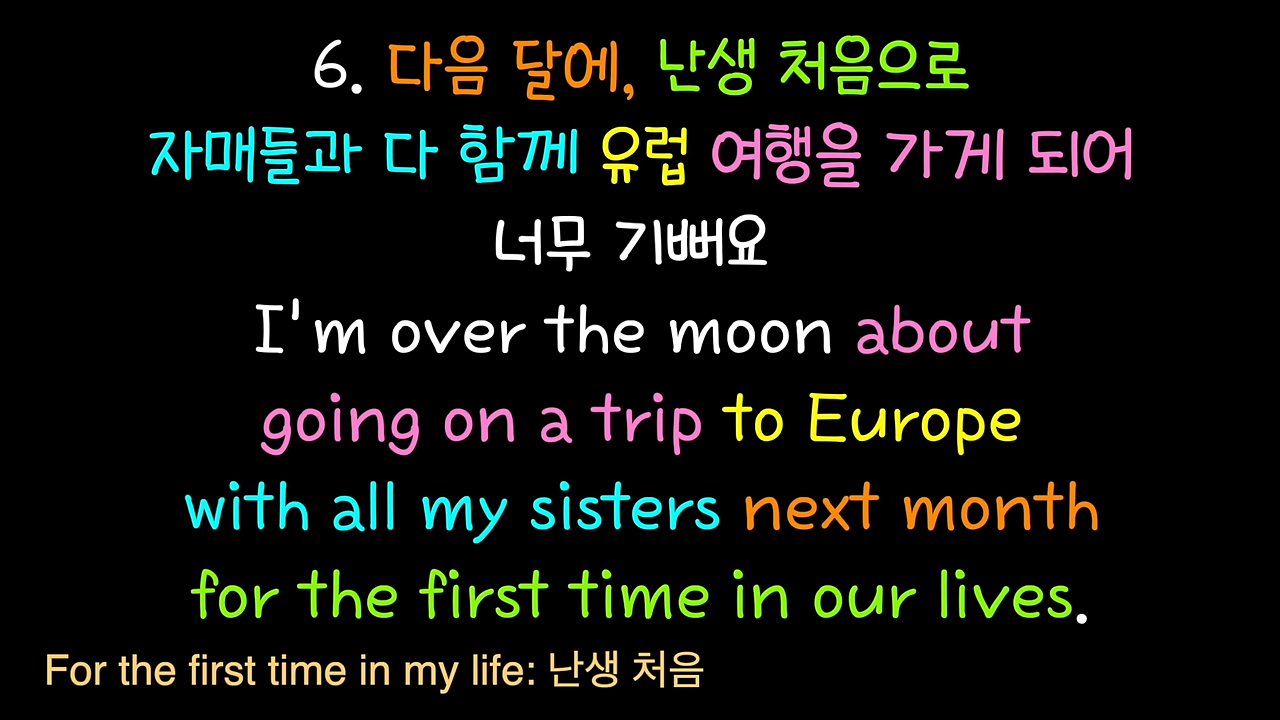 6. 다음 달에, 난생 처음으로
자매들과 다 함께 유럽 여행을 가게 되어
너무 기뻐요
I'm over the moon about
going on a trip to Europe
with all my sisters next month
for the first time in our lives.
For the first time in my life: 난생 처음